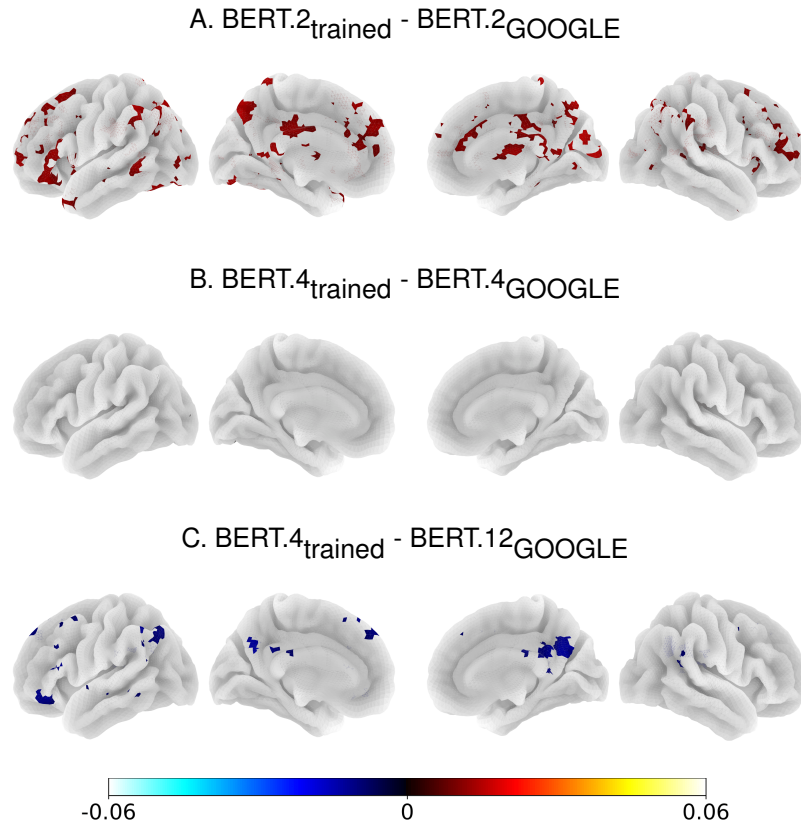 A. BERT.2trained - BERT.2GOOGLE
B. BERT.4trained - BERT.4GOOGLE
C. BERT.4trained - BERT.12GOOGLE
-0.06 0 0.06